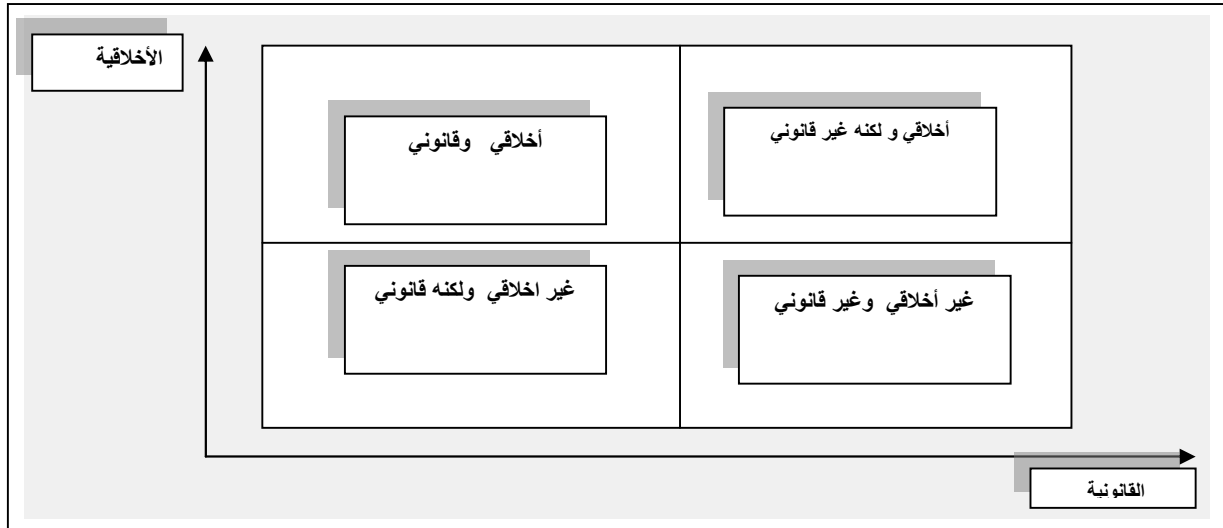 الأخلاقية
أخلاقي و لكنه غير قانوني
أخلاقي وقانوني
غير أخلاقي وغير قانوني
غير اخلاقي ولكنه قانوني
القانونية